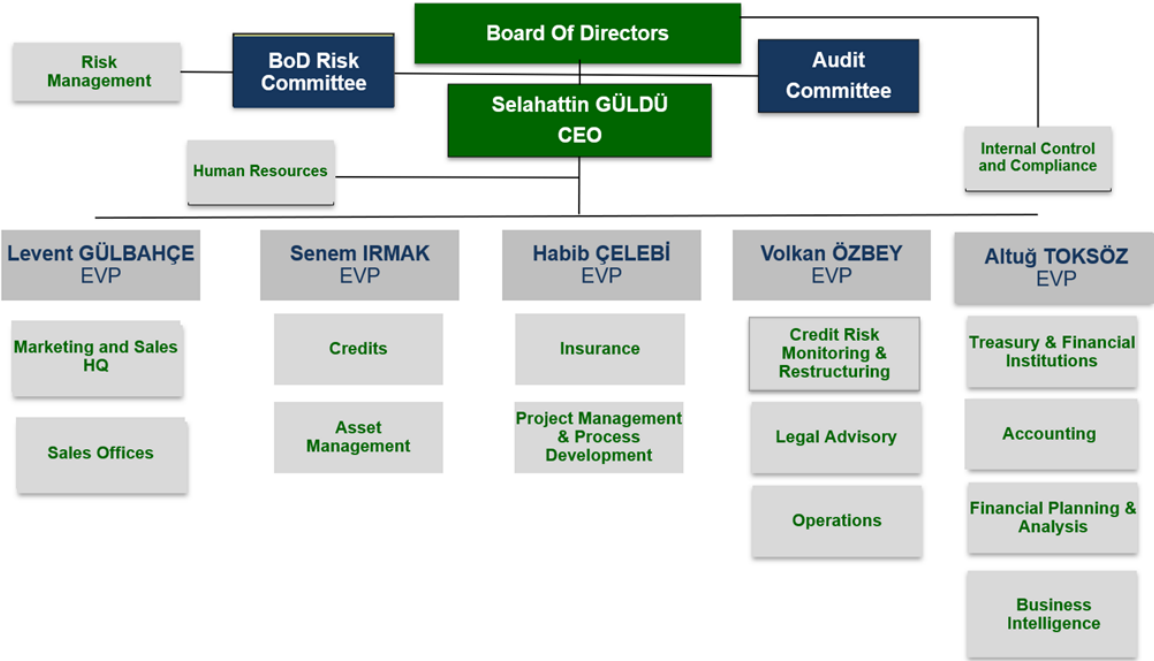 Board Of Directors
Risk
Management
BoD Risk
Committee
Audit
Committee
Selahattin GÜLDÜ
CEO
Human Resources
Internal Control
and Compliance
Levent GÜLBAHÇE
EVP
Marketing and Sales
HQ
Sales Offices
Senem IRMAK
EVP
Credits
Asset
Management
Habib ÇELEBİ
EVP
Insurance
Project Management
& Process
Development
Volkan ÖZBEY
EVP
Credit Risk
Monitoring &
Restructuring
Legal Advisory
Operations
Altuğ TOKSÖZ
EVP
Treasury & Financial
Institutions
Accounting
Financial Planning &
Analysis
Business
Intelligence